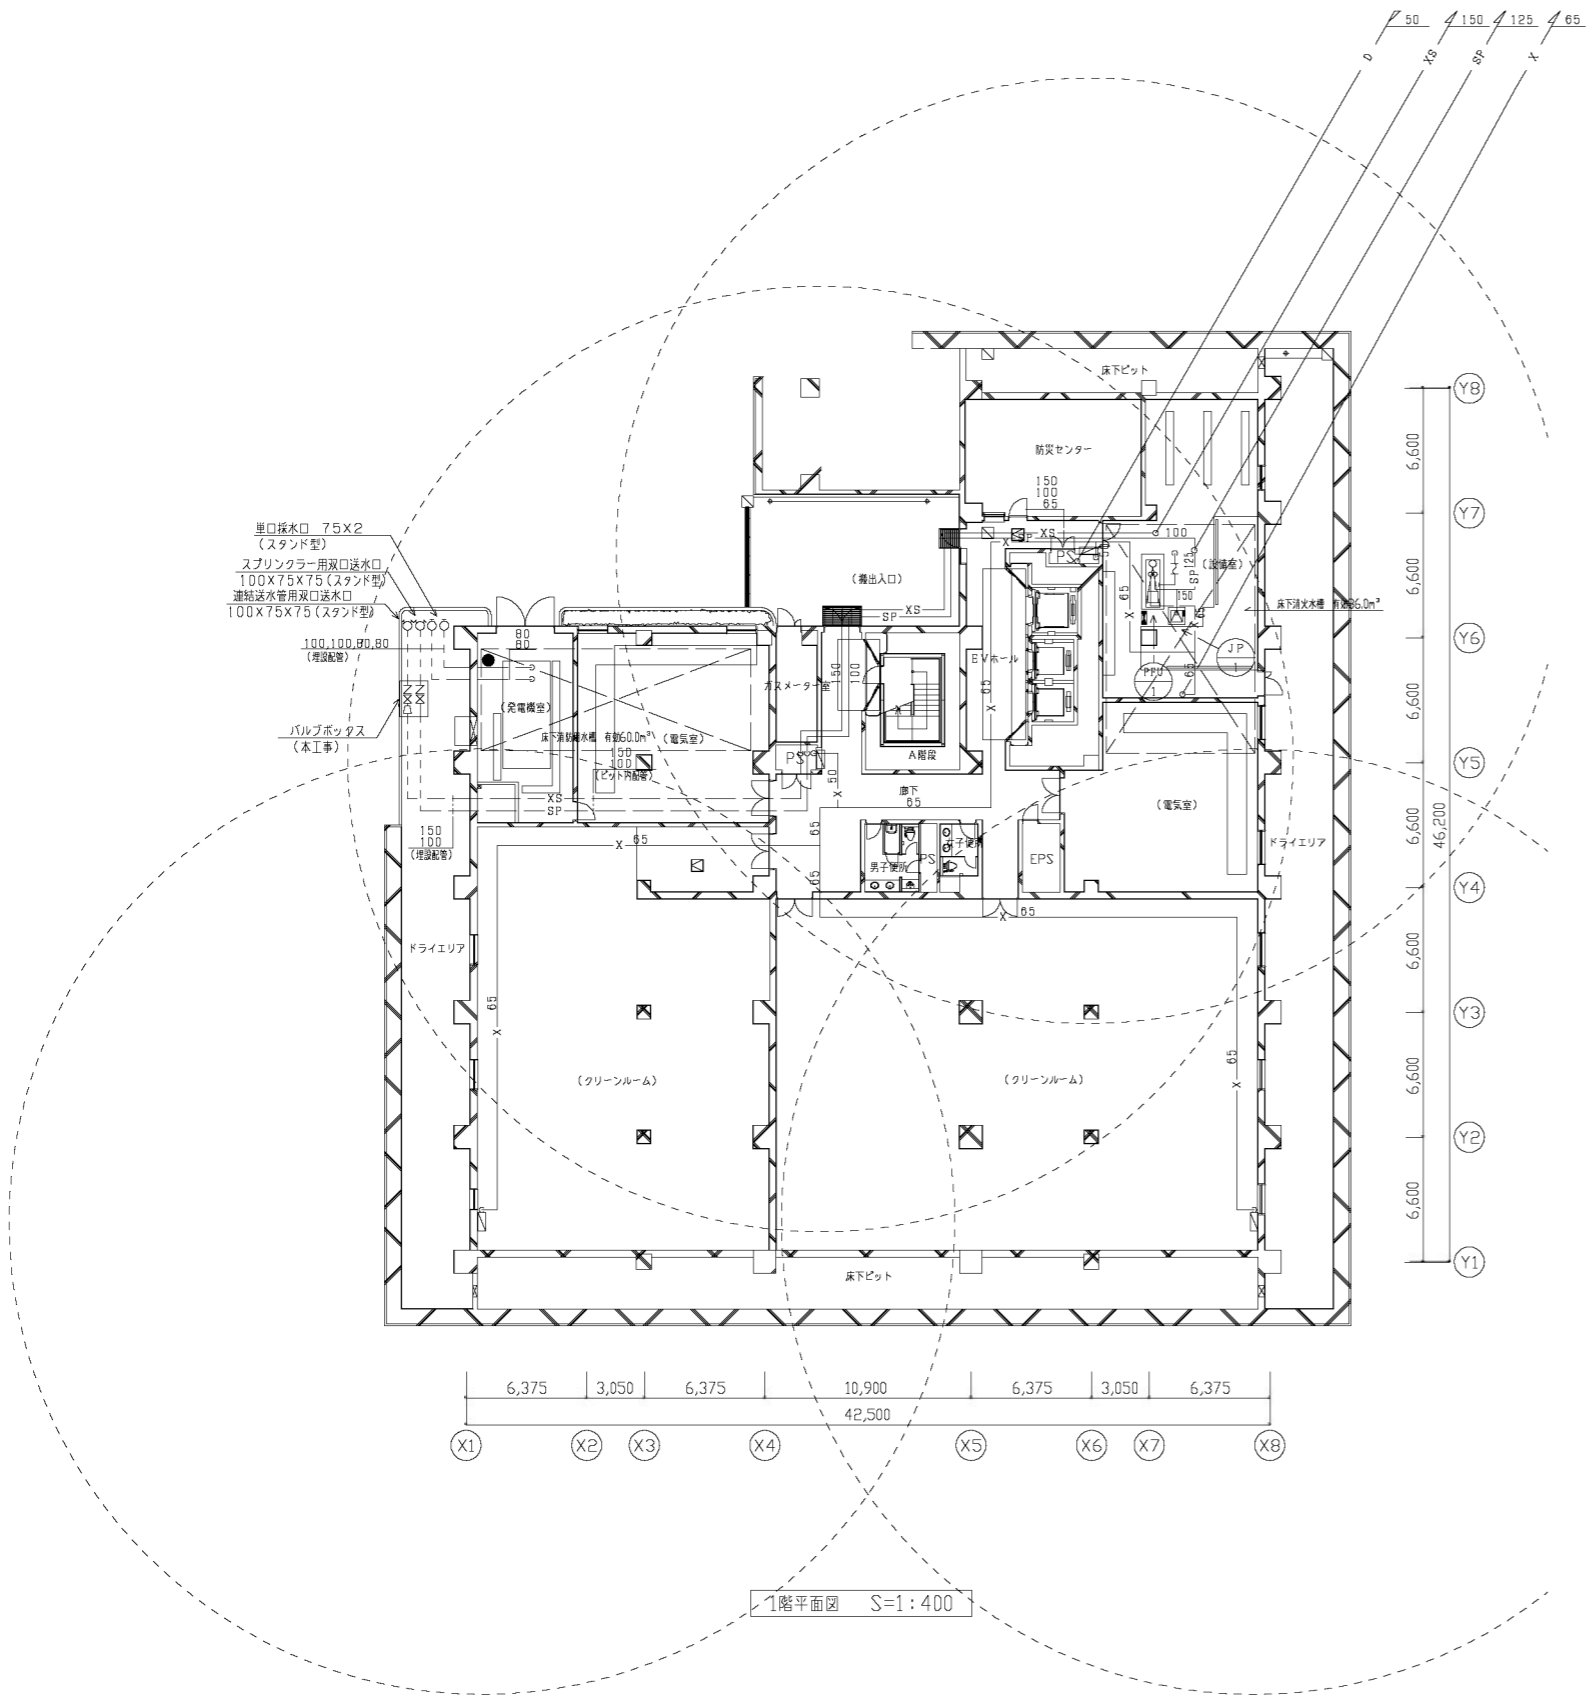 50
150
125
65
D
XS
SP
X
床下ピット
Y8
防災センター
150
100
65
6,600
Y7
単口採水口 75X2
(スタンド型)
スプリンクラー用双口送水口
100X75X75(スタンド型)
連結送水管用双口送水口
100X75X75(スタンド型)
XS
100
PS
50
(搬出入口)
125
SP
(設備室)
6,600
XS
SP
65
150
65
床下消火水槽 有効36.0m³
100,100,80,80
(埋設配管)
80
80
Y6
EVホール
JP
1
PFU
1
65
ガスメーター室
150
100
65
X
X
(発電機室)
6,600
バルブボックス
(本工事)
(電気室)
150
100
(ピット内配管)
PS
A階段
Y5
50
廊下
65
XS
SP
(電気室)
6,600
46,200
150
100
(埋設配管)
X
65
65
65
男子便所
PS
女子便所
EPS
ドライエリア
Y4
X
65
ドライエリア
6,600
65
X
Y3
65
X
(クリーンルーム)
(クリーンルーム)
6,600
Y2
6,600
床下ピット
Y1
6,375
3,050
6,375
10,900
6,375
3,050
6,375
42,500
X1
X2
X3
X4
X5
X6
X7
X8
1階平面図 S=1:400